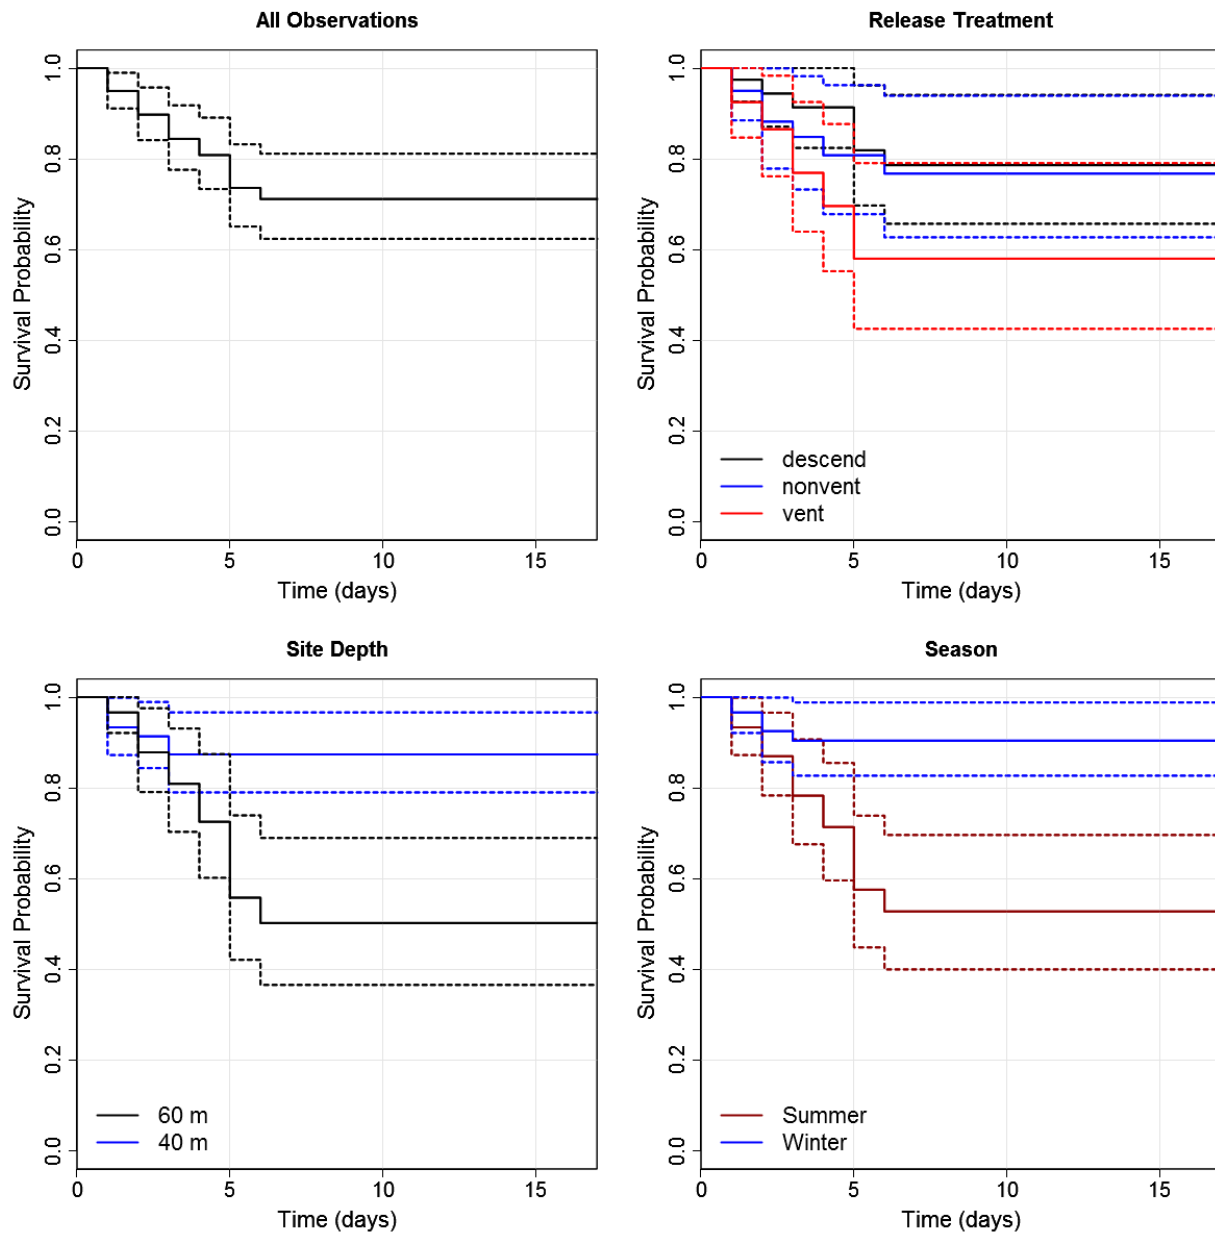 All Observations
Survival Probability
1.0
0.8
0.6
0.4
0.2
0.0
0 5 10 15
Time (days)
Release Treatment
Survival Probability
1.0
0.8
0.6
0.4
0.2
0.0
descend
nonvent
vent
0 5 10 15
Time (days)
Site Depth
Survival Probability
1.0
0.8
0.6
0.4
0.2
0.0
60 m
40 m
0 5 10 15
Time (days)
Season
Survival Probability
1.0
0.8
0.6
0.4
0.2
0.0
Summer
Winter
0 5 10 15
Time (days)